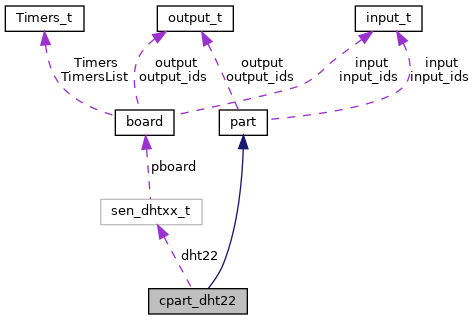 Timers_t
output_t
input_t
Timers
TimersList
output
output_ids
output
output_ids
input
input_ids
input
input_ids
board
part
pboard
sen_dhtxx_t
dht22
cpart_dht22